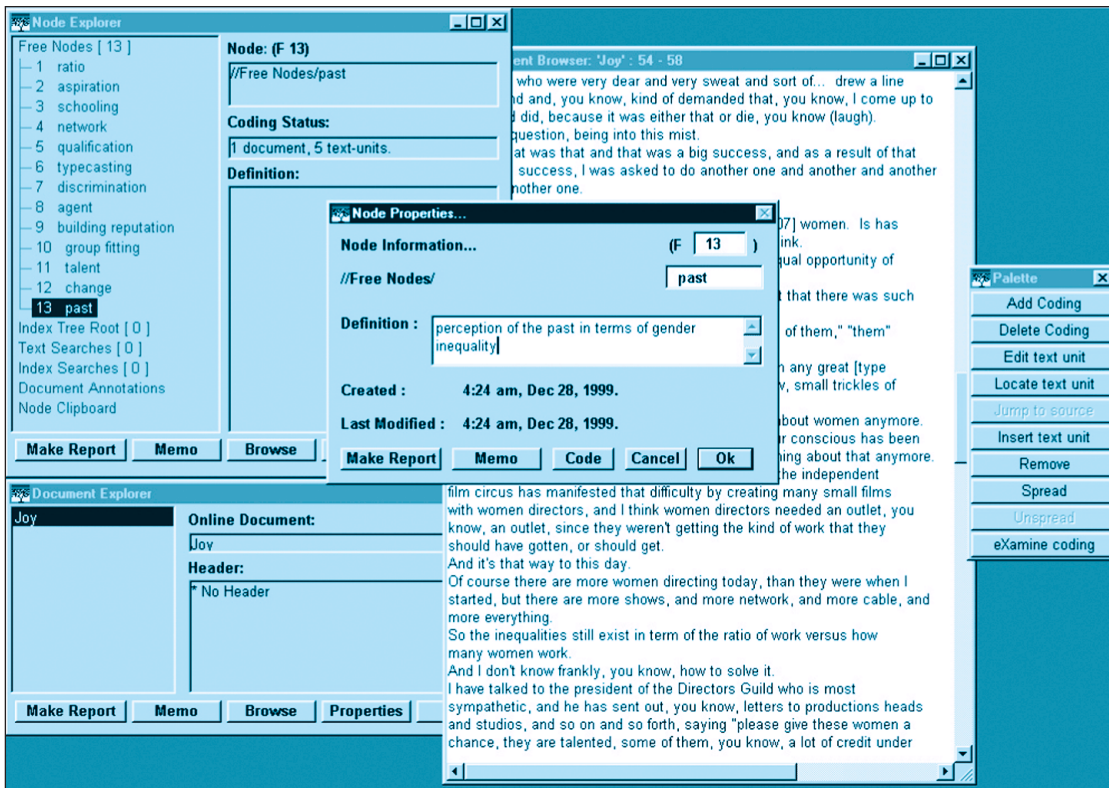 Node Explorer
Free Nodes [ 13 ]
1 ratio
2 aspiration
3 schooling
4 network
5 qualification
6 typecasting
7 discrimination
8 agent
9 building reputation
10 group fitting
11 talent
12 change
13 past
Index Tree Root [ 0 ]
Text Searches [ 0 ]
Index Searches [ 0 ]
Document Annotations
Node Clipboard
Node: (F 13)
//Free Nodes/past
Coding Status:
1 document, 5 text-units.
Definition:
Make Report Memo Browse
Node Properties...
Node Information... (F 13 )
//Free Nodes/ past
Definition : perception of the past in terms of gender
inequality
Created : 4:24 am, Dec 28, 1999.
Last Modified : 4:24 am, Dec 28, 1999.
Make Report Memo Code Cancel Ok
Document Explorer
Joy
Online Document:
Joy
Header:
* No Header
Make Report Memo Browse Properties
ent Browser: 'Joy' : 54 - 58
who were very dear and very sweat and sort of... drew a line
nd and, you know, kind of demanded that, you know, I come up to
did, because it was either that or die, you know (laugh).
question, being into this mist.
at was that and that was a big success, and as a result of that
success, I was asked to do another one and another and another
nother one.
07] women. Is has
ink.
qual opportunity of
t that there was such
of them," "them"
n any great [type
v, small trickles of
about women anymore.
r conscious has been
hing about that anymore.
the independent
film circus has manifested that difficulty by creating many small films
with women directors, and I think women directors needed an outlet, you
know, an outlet, since they weren't getting the kind of work that they
should have gotten, or should get.
And it's that way to this day.
Of course there are more women directing today, than they were when I
started, but there are more shows, and more network, and more cable, and
more everything.
So the inequalities still exist in term of the ratio of work versus how
many women work.
And I don't know frankly, you know, how to solve it.
I have talked to the president of the Directors Guild who is most
sympathetic, and he has sent out, you know, letters to productions heads
and studios, and so on and so forth, saying "please give these women a
chance, they are talented, some of them, you know, a lot of credit under
Palette
Add Coding
Delete Coding
Edit text unit
Locate text unit
Jump to source
Insert text unit
Remove
Spread
Unspread
eXamine coding